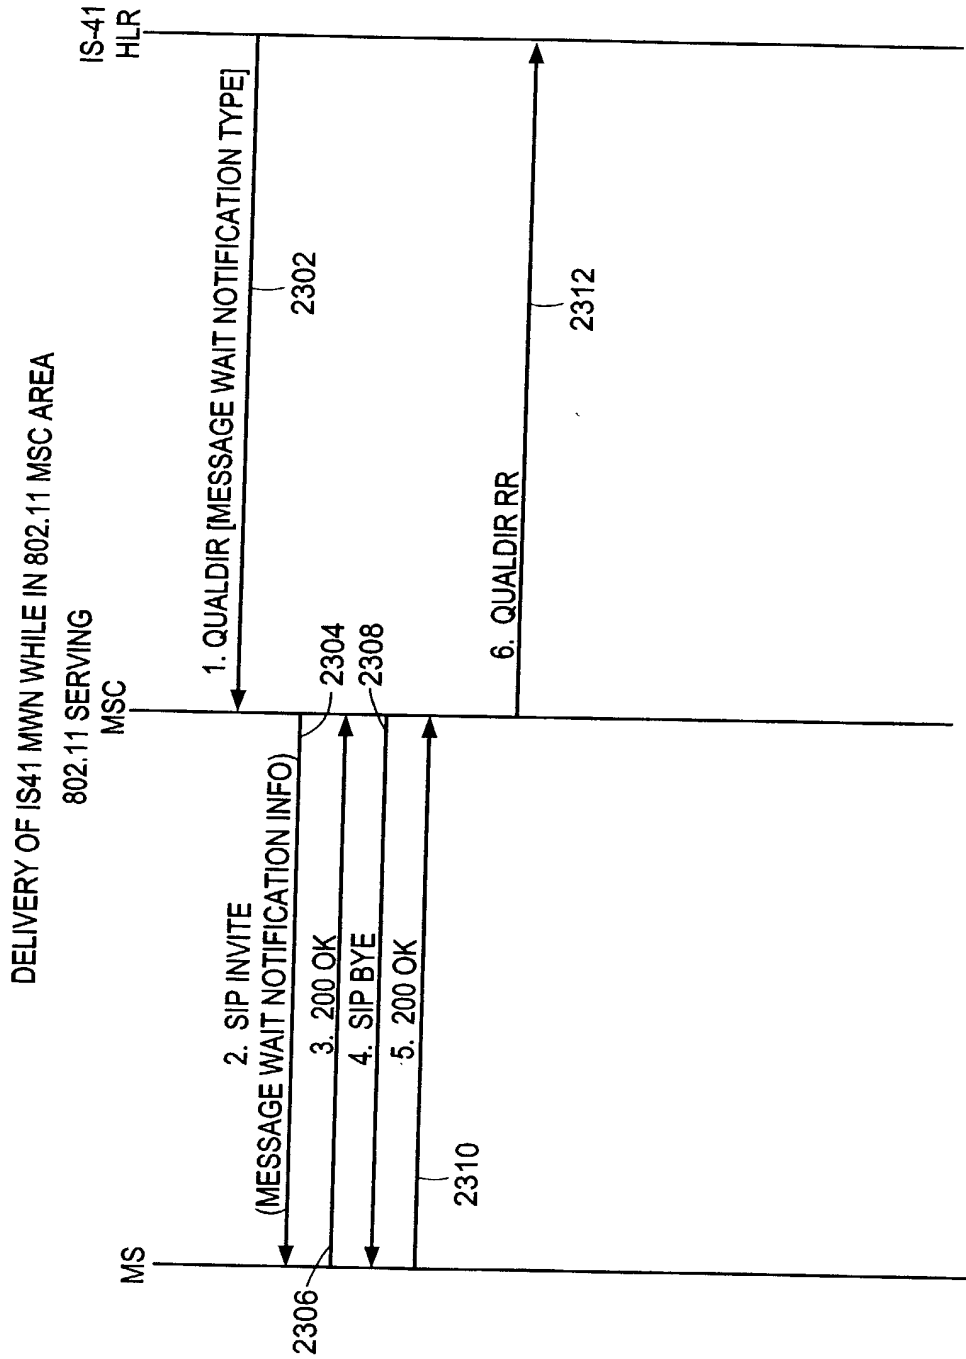 DELIVERY OF IS41 MWN WHILE IN 802.11 MSC AREA
MS
802.11 SERVING
MSC
IS-41
HLR
1. QUALDIR [MESSAGE WAIT NOTIFICATION TYPE]
2302
2. SIP INVITE
(MESSAGE WAIT NOTIFICATION INFO)
2304
2306
3. 200 OK
2308
4. SIP BYE
5. 200 OK
2310
6. QUALDIR RR
2312